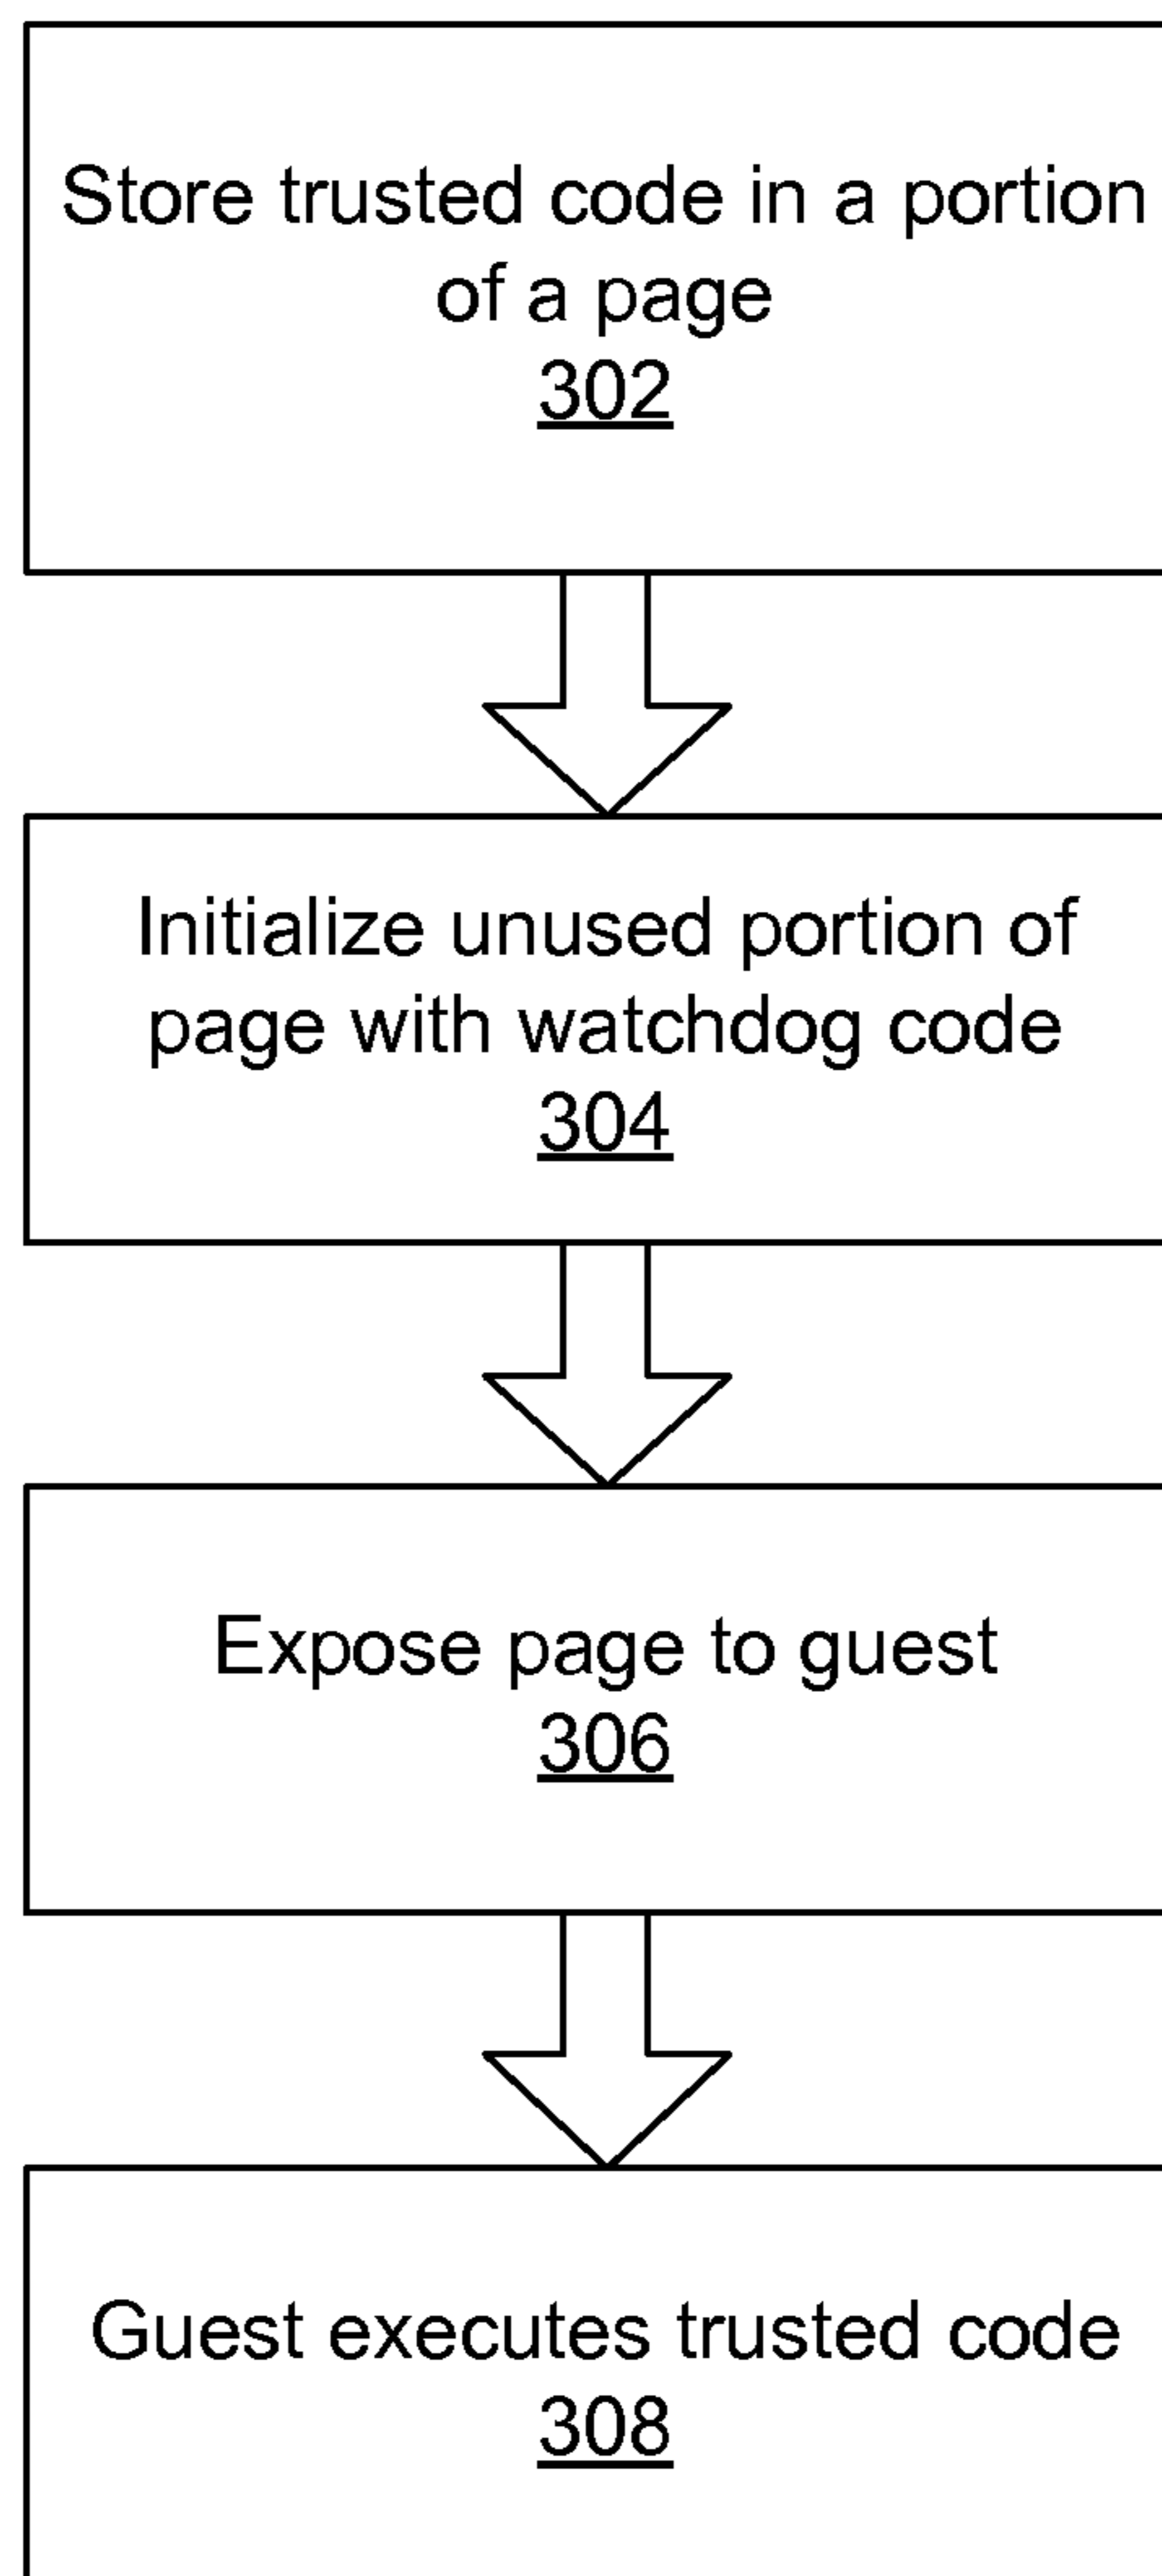 Store trusted code in a portion
of a page
302
Initialize unused portion of
page with watchdog code
304
Expose page to guest
306
Guest executes trusted code
308